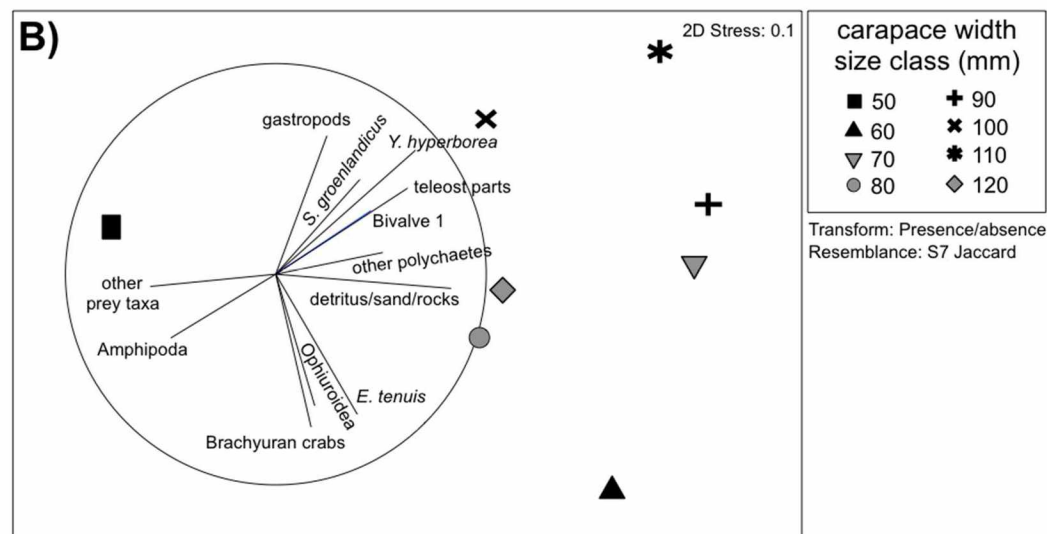 B)
2D Stress: 0.1
gastropods
S. groenlandicus
Y. hyperborea
teleost parts
Bivalve 1
other polychaetes
other
prey taxa
detritus/sand/rocks
Amphipoda
Ophiuroidea
E. tenuis
Brachyuran crabs
carapace width
size class (mm)
50 90
60 100
70 110
80 120
Transform: Presence/absence
Resemblance: S7 Jaccard